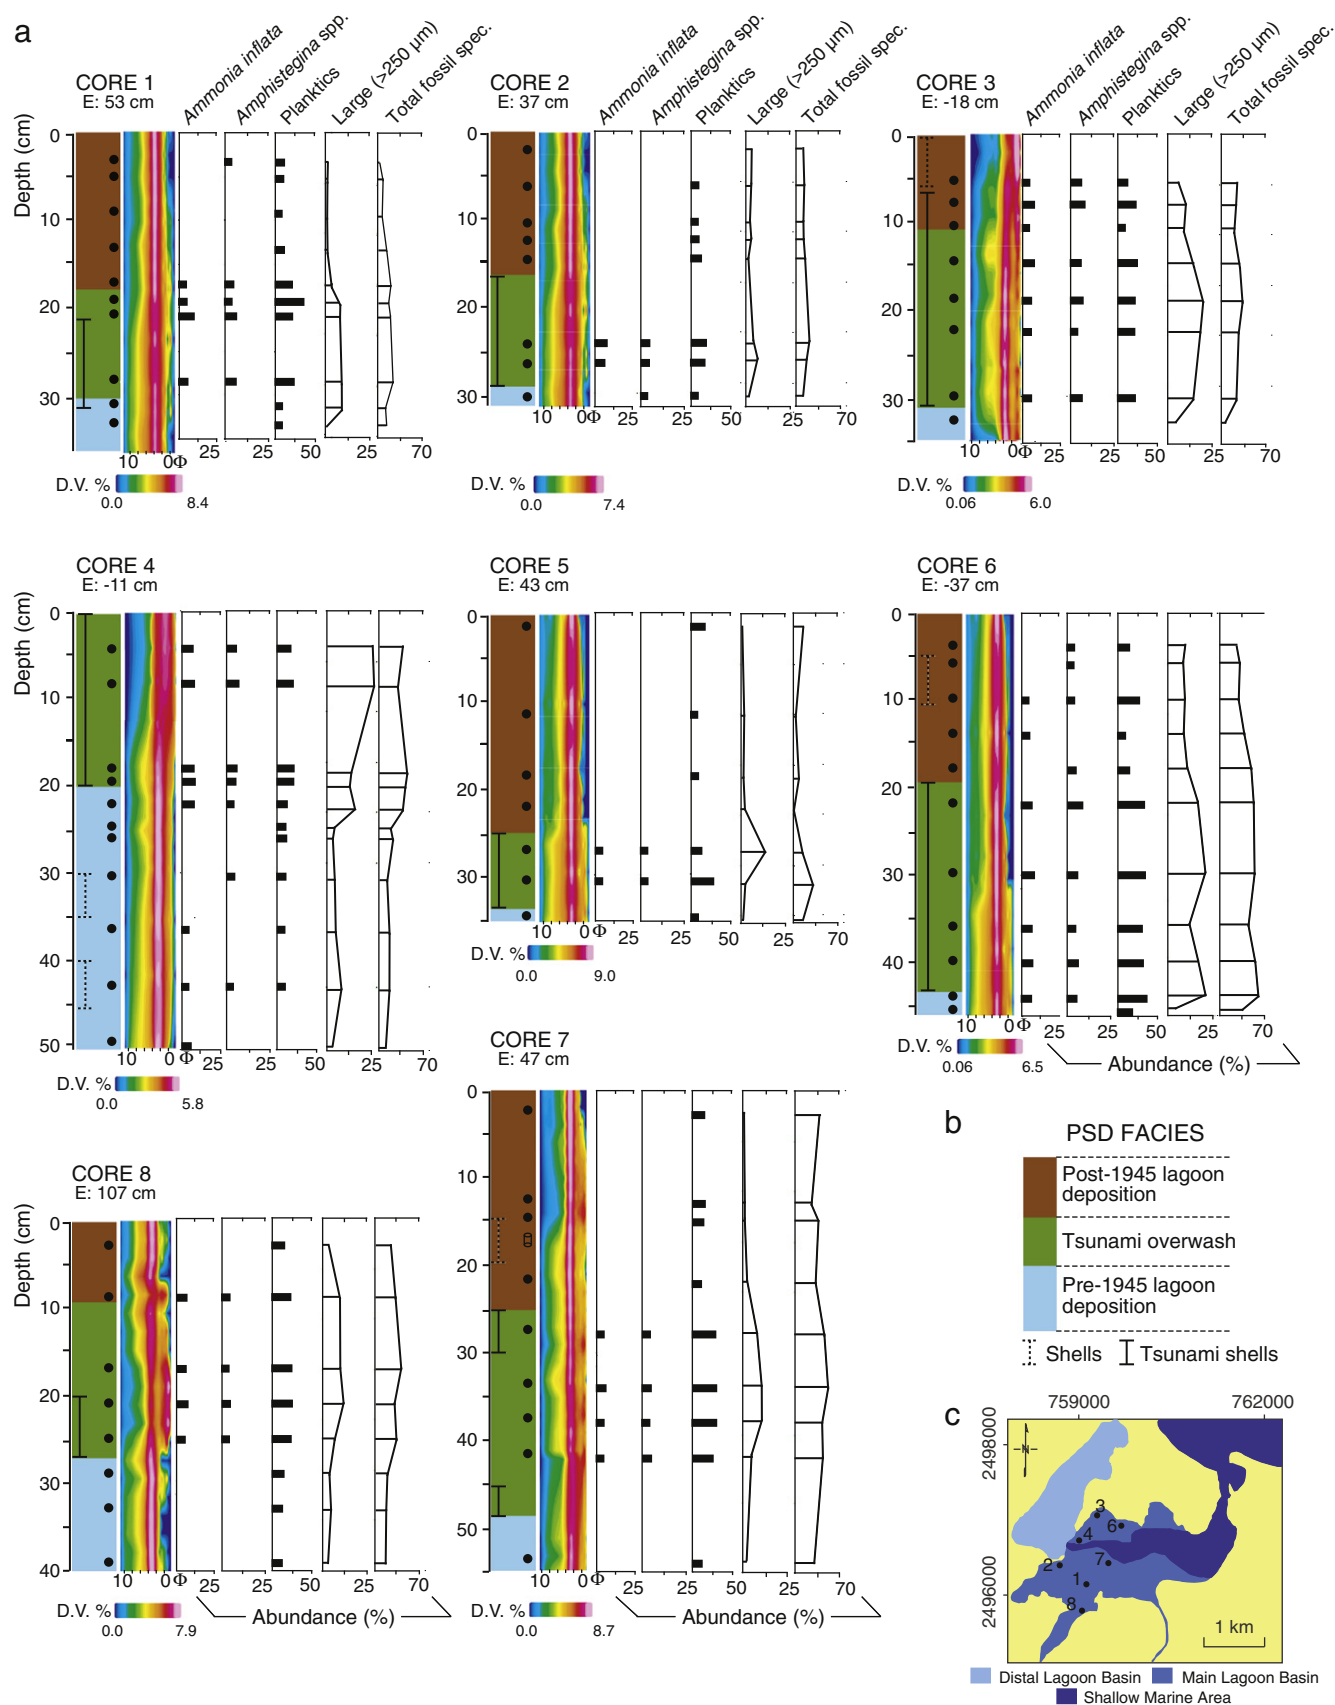 a
CORE 1
E: 53 cm
Ammonia inflata
Amphistegina spp.
Planktics
Large (>250 µm)
Total fossil spec.
Depth (cm)
0
10
20
30
10 0Φ 25 25 50 25 70
D.V. %
0.0 8.4
CORE 2
E: 37 cm
Ammonia inflata
Amphistegina spp.
Planktics
Large (>250 µm)
Total fossil spec.
0
10
20
30
10 0Φ 25 25 50 25 70
D.V. %
0.0 7.4
CORE 3
E: -18 cm
Ammonia inflata
Amphistegina spp.
Planktics
Large (>250 µm)
Total fossil spec.
0
10
20
30
10 0Φ 25 25 50 25 70
D.V. %
0.06 6.0
CORE 4
E: -11 cm
Depth (cm)
0
10
20
30
40
50
10 0Φ 25 25 50 25 70
D.V. %
0.0 5.8
CORE 5
E: 43 cm
0
10
20
30
10 0Φ 25 25 50 25 70
D.V. %
0.0 9.0
CORE 6
E: -37 cm
0
10
20
30
40
10 0Φ 25 25 50 25 70
D.V. %
0.06 6.5
Abundance (%)
CORE 8
E: 107 cm
Depth (cm)
0
10
20
30
40
10 0Φ 25 25 50 25 70
D.V. %
0.0 7.9
Abundance (%)
CORE 7
E: 47 cm
0
10
20
30
40
50
10 0Φ 25 25 50 25 70
D.V. %
0.0 8.7
Abundance (%)
b
PSD FACIES
Post-1945 lagoon
deposition
Tsunami overwash
Pre-1945 lagoon
deposition
Shells Tsunami shells
c
759000 762000
2498000
2496000
N
3
6
4
2
7
1
8
1 km
Distal Lagoon Basin Main Lagoon Basin
Shallow Marine Area